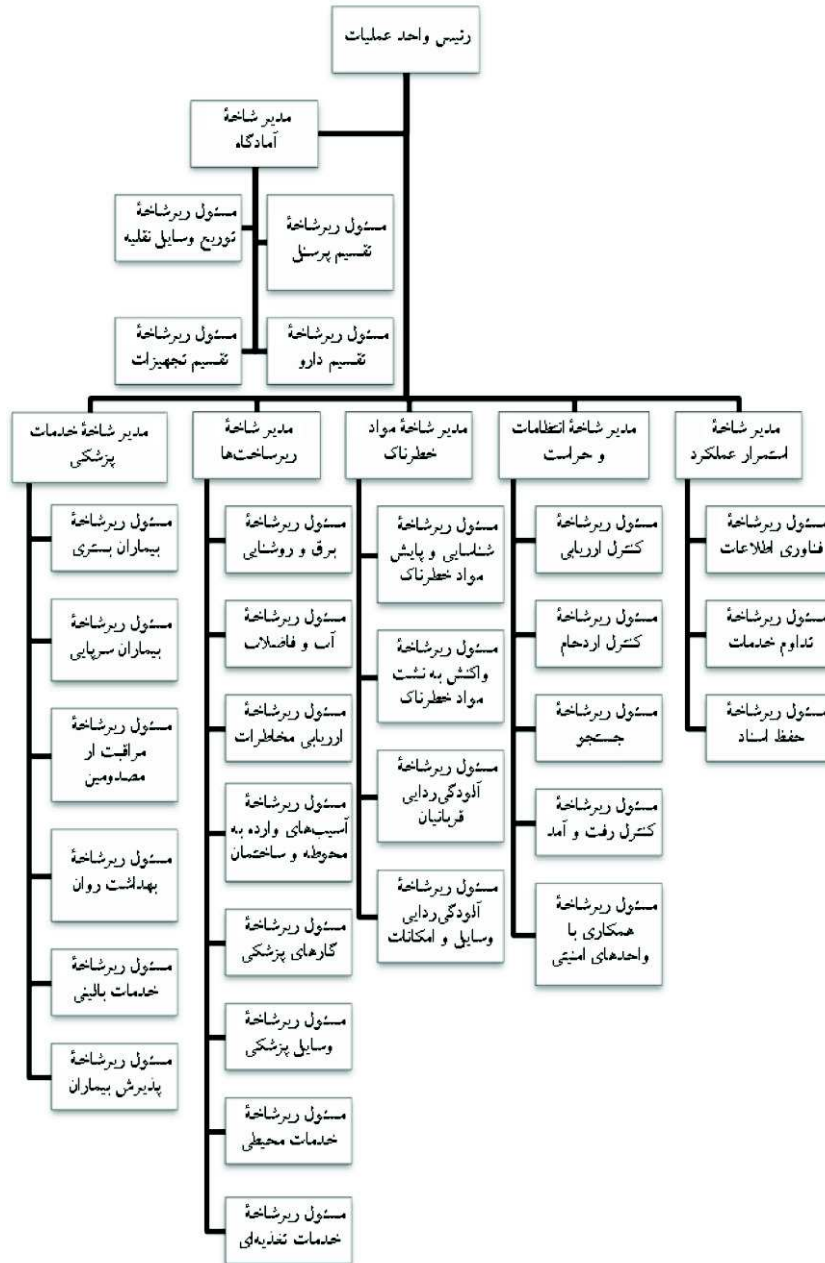 رئیس واحد عملیات
مدیر شاخهٔ
آمادگاه
مسئول زیرشاخهٔ
تقسیم پرسنل
مسئول زیرشاخهٔ
توزیع وسایل نقلیه
مسئول زیرشاخهٔ
تقسیم دارو
مسئول زیرشاخهٔ
تقسیم تجهیزات
مدیر شاخهٔ
استمرار عملکرد
مسئول زیرشاخهٔ
فناوری اطلاعات
مسئول زیرشاخهٔ
تداوم خدمات
مسئول زیرشاخهٔ
حفظ اسناد
مدیر شاخهٔ انتظامات
و حراست
مسئول زیرشاخهٔ
کنترل ارزیابی
مسئول زیرشاخهٔ
کنترل ازدحام
مسئول زیرشاخهٔ
جستجو
مسئول زیرشاخهٔ
کنترل رفت و آمد
مسئول زیرشاخهٔ
همکاری با
واحدهای امنیتی
مدیر شاخهٔ مواد
خطرناک
مسئول زیرشاخهٔ
شناسایی و پایش
مواد خطرناک
مسئول زیرشاخهٔ
واکنش به نشت
مواد خطرناک
مسئول زیرشاخهٔ
آلودگی‌زدایی
قربانیان
مسئول زیرشاخهٔ
آلودگی‌زدایی
وسایل و امکانات
مدیر شاخهٔ
زیرساخت‌ها
مسئول زیرشاخهٔ
برق و روشنایی
مسئول زیرشاخهٔ
آب و فاضلاب
مسئول زیرشاخهٔ
ارزیابی مخاطرات
مسئول زیرشاخهٔ
آسیب‌های وارده به
محوطه و ساختمان
مسئول زیرشاخهٔ
گازهای پزشکی
مسئول زیرشاخهٔ
وسایل پزشکی
مسئول زیرشاخهٔ
خدمات محیطی
مسئول زیرشاخهٔ
خدمات تغذیه‌ای
مدیر شاخهٔ خدمات
پزشکی
مسئول زیرشاخهٔ
بیماران بستری
مسئول زیرشاخهٔ
بیماران سرپایی
مسئول زیرشاخهٔ
مراقبت از
مصدومین
مسئول زیرشاخهٔ
بهداشت روان
مسئول زیرشاخهٔ
خدمات بالینی
مسئول زیرشاخهٔ
پذیرش بیماران